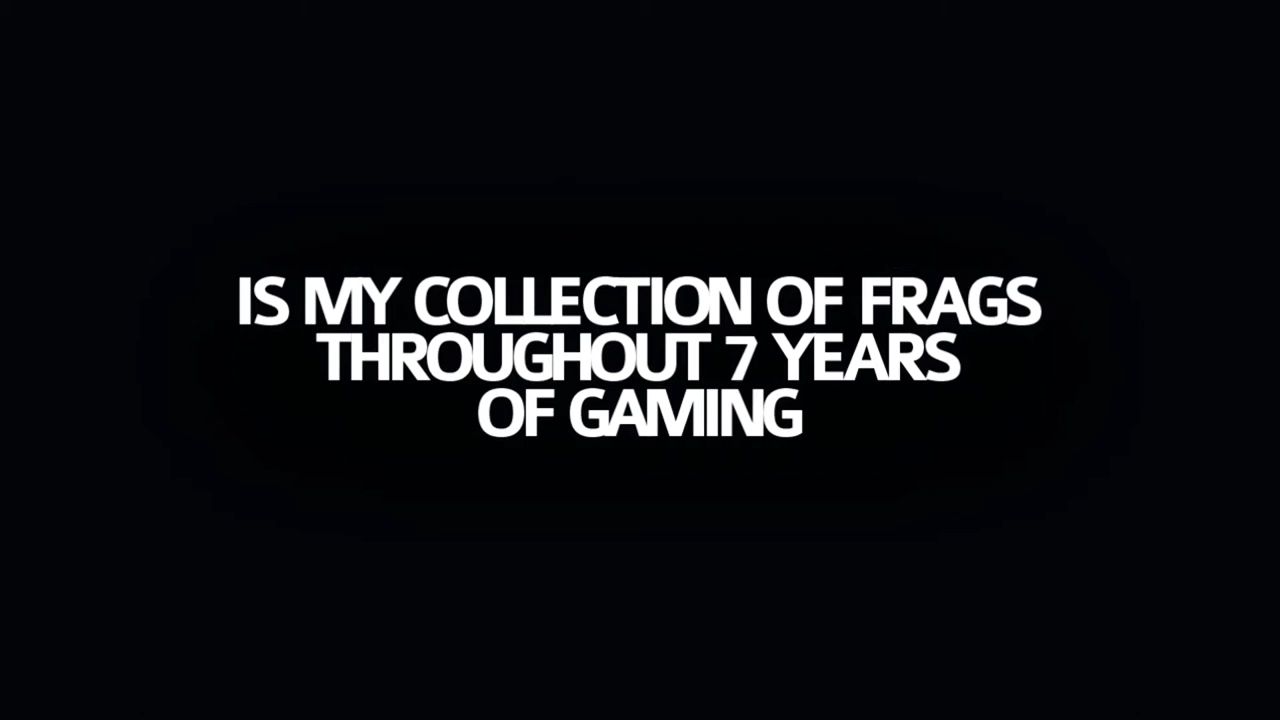 IS MY COLLECTION OF FRAGS
THROUGHOUT 7 YEARS
OF GAMING